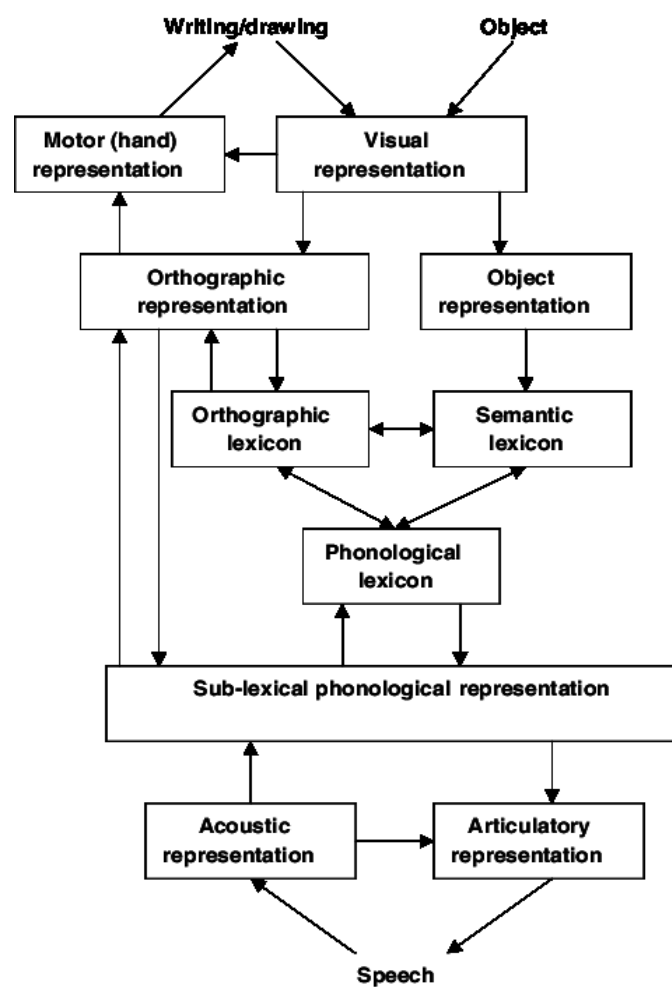 Writing/drawing
Object
Motor (hand)
representation
Visual
representation
Orthographic
representation
Object
representation
Orthographic
lexicon
Semantic
lexicon
Phonological
lexicon
Sub-lexical phonological representation
Acoustic
representation
Articulatory
representation
Speech